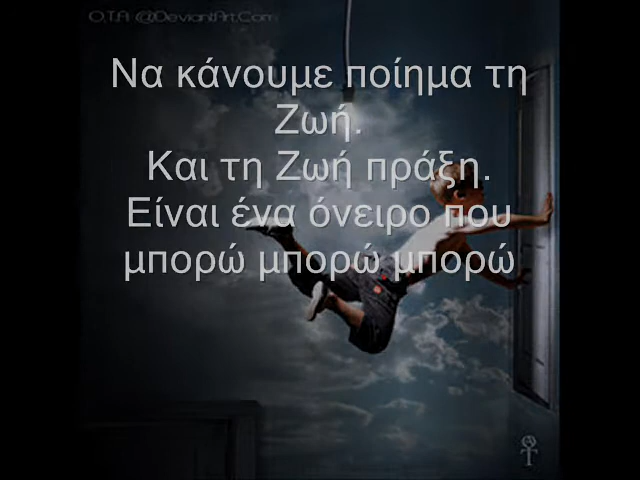 O.T.A @DeviantArt.Com
Να κάνουμε ποίημα τη
Ζωή.
Και τη Ζωή πράξη.
Είναι ένα όνειρο που
μπορώ μπορώ μπορώ